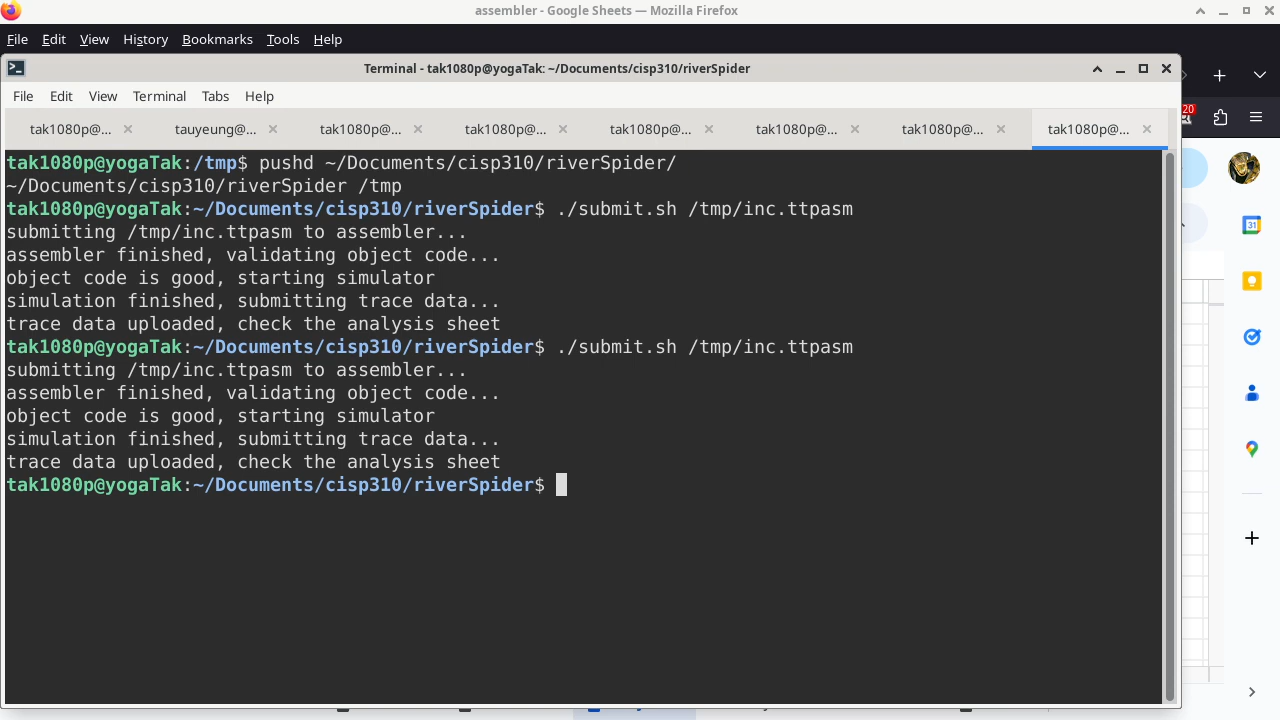 assembler - Google Sheets — Mozilla Firefox
File Edit View History Bookmarks Tools Help
Terminal - tak1080p@yogaTak: ~/Documents/cisp310/riverSpider
File Edit View Terminal Tabs Help
20
tak1080p@... tauyeung@... tak1080p@... tak1080p@... tak1080p@... tak1080p@... tak1080p@... tak1080p@...
tak1080p@yogaTak:/tmp$ pushd ~/Documents/cisp310/riverSpider/
~/Documents/cisp310/riverSpider /tmp
tak1080p@yogaTak:~/Documents/cisp310/riverSpider$ ./submit.sh /tmp/inc.ttpasm
submitting /tmp/inc.ttpasm to assembler...
assembler finished, validating object code...
object code is good, starting simulator
simulation finished, submitting trace data...
trace data uploaded, check the analysis sheet
tak1080p@yogaTak:~/Documents/cisp310/riverSpider$ ./submit.sh /tmp/inc.ttpasm
submitting /tmp/inc.ttpasm to assembler...
assembler finished, validating object code...
object code is good, starting simulator
simulation finished, submitting trace data...
trace data uploaded, check the analysis sheet
tak1080p@yogaTak:~/Documents/cisp310/riverSpider$
31